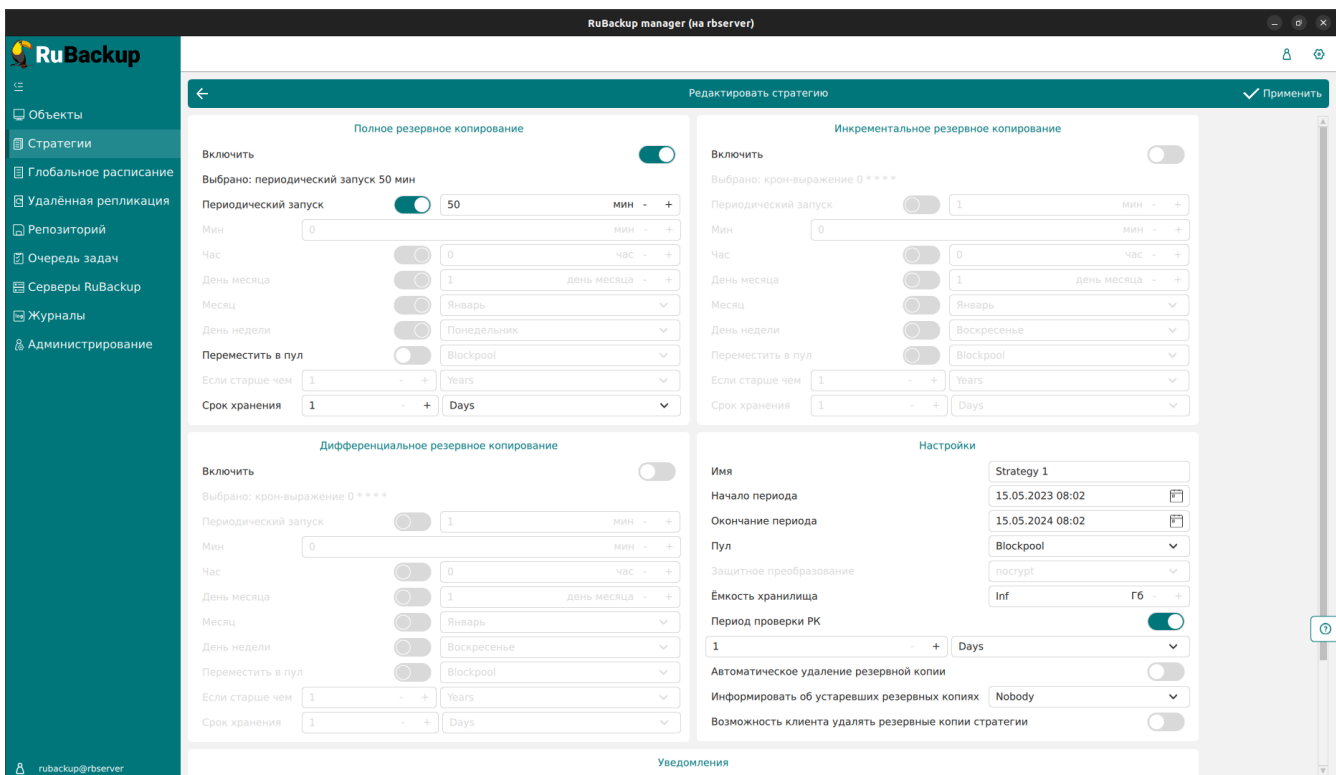 RuBackup manager (на rbserver)
RuBackup
Объекты
Стратегии
Глобальное расписание
Удалённая репликация
Репозиторий
Очередь задач
Серверы RuBackup
Журналы
Администрирование
rubackup@rbserver
Редактировать стратегию
Применить
Полное резервное копирование
Включить
Выбрано: периодический запуск 50 мин
Периодический запуск 50 мин - +
Мин 0 мин - +
Час 0 час - +
День месяца 1 день месяца - +
Месяц Январь
День недели Понедельник
Переместить в пул Blockpool
Если старше чем 1 - + Years
Срок хранения 1 - + Days
Инкрементальное резервное копирование
Включить
Выбрано: крон-выражение 0 * * * *
Периодический запуск 1 мин - +
Мин 0 мин - +
Час 0 час - +
День месяца 1 день месяца - +
Месяц Январь
День недели Воскресенье
Переместить в пул Blockpool
Если старше чем 1 - + Years
Срок хранения 1 - + Days
Дифференциальное резервное копирование
Включить
Выбрано: крон-выражение 0 * * * *
Периодический запуск 1 мин - +
Мин 0 мин - +
Час 0 час - +
День месяца 1 день месяца - +
Месяц Январь
День недели Воскресенье
Переместить в пул Blockpool
Если старше чем 1 - + Years
Срок хранения 1 - + Days
Настройки
Имя Strategy 1
Начало периода 15.05.2023 08:02
Окончание периода 15.05.2024 08:02
Пул Blockpool
Защитное преобразование nocrypt
Ёмкость хранилища Inf Гб - +
Период проверки РК
1 - + Days
Автоматическое удаление резервной копии
Информировать об устаревших резервных копиях Nobody
Возможность клиента удалять резервные копии стратегии
Уведомления